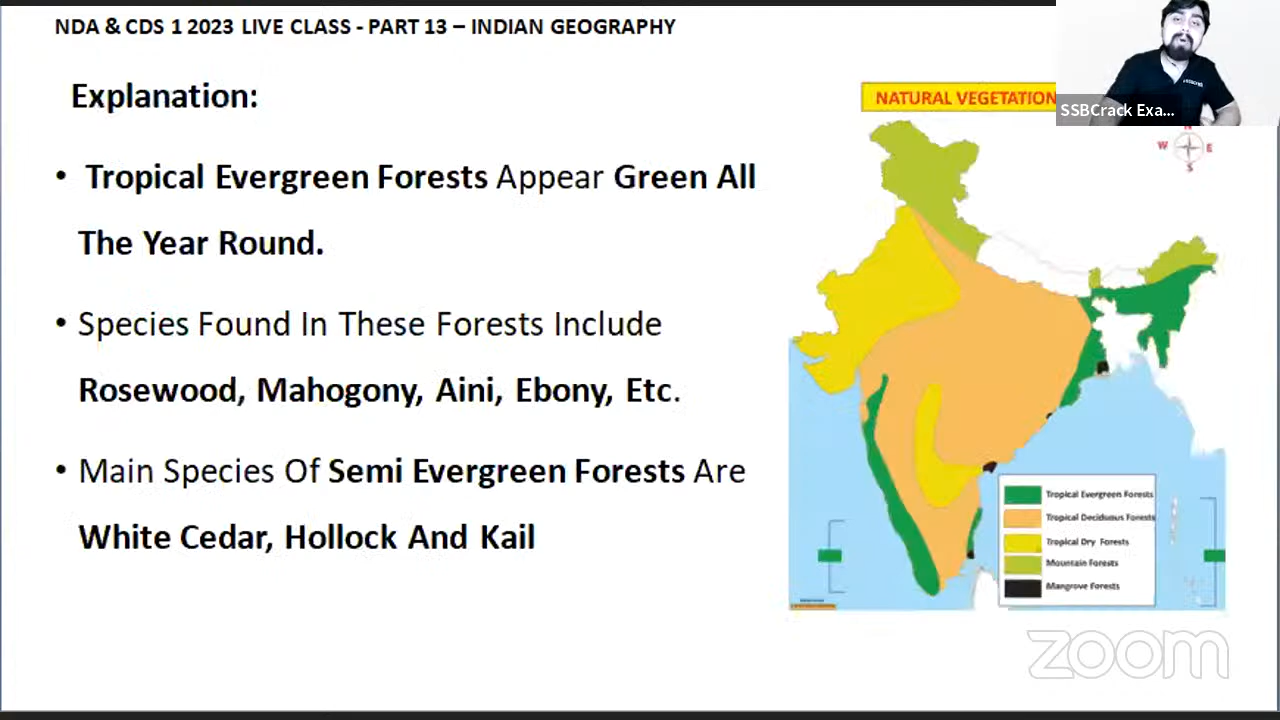 NDA & CDS 1 2023 LIVE CLASS - PART 13 – INDIAN GEOGRAPHY
SSBCrack Exa...
Explanation:
NATURAL VEGETATION
N
W E
S
• Tropical Evergreen Forests Appear Green All
The Year Round.
• Species Found In These Forests Include
Rosewood, Mahogony, Aini, Ebony, Etc.
• Main Species Of Semi Evergreen Forests Are
White Cedar, Hollock And Kail
Tropical Evergreen Forests
Tropical Deciduous Forests
Tropical Dry Forests
Mountain Forests
Mangrove Forests
zoom